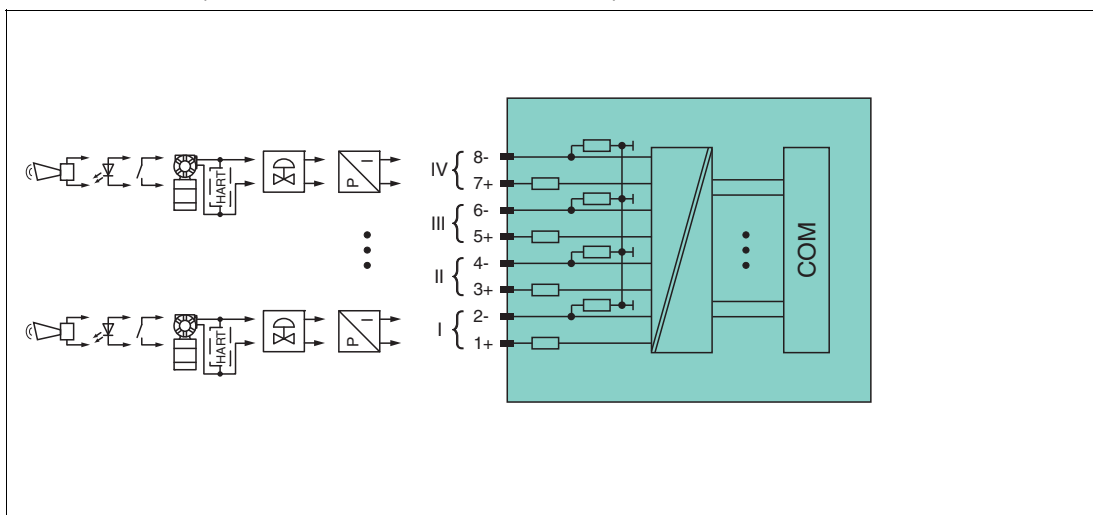 HART
P I
IV
8-
7+
III
6-
5+
II
4-
3+
I
2-
1+
COM
HART
P I